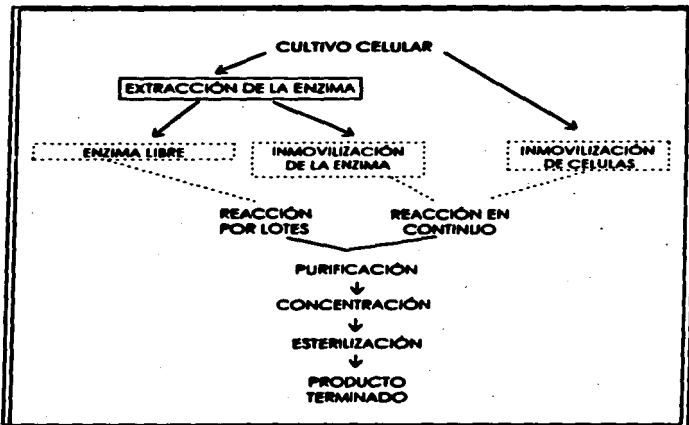 CULTIVO CELULAR
EXTRACCIÓN DE LA ENZIMA
ENZIMA LIBRE
INMOVILIZACIÓN
DE LA ENZIMA
INMOVILIZACIÓN
DE CELULAS
REACCIÓN
POR LOTES
REACCIÓN EN
CONTINUO
PURIFICACIÓN
CONCENTRACIÓN
ESTERILIZACIÓN
PRODUCTO
TERMINADO